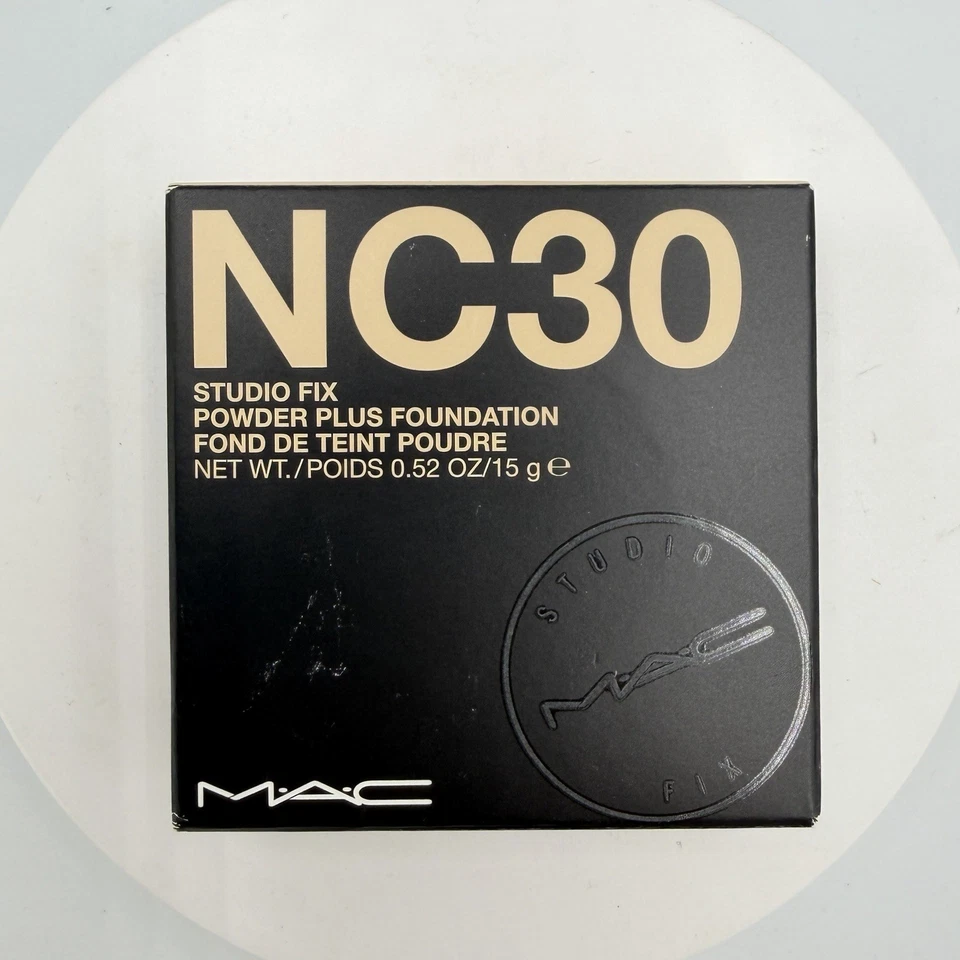 NC30
STUDIO FIX
POWDER PLUS FOUNDATION
FOND DE TEINT POUDRE
NET WT./POIDS 0.52 OZ/15 g ℮
STUDIO
FIX
M·A·C